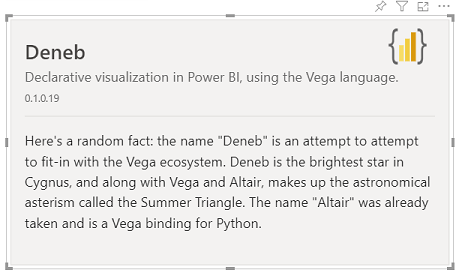 Deneb
Declarative visualization in Power BI, using the Vega language.
0.1.0.19
Here's a random fact: the name "Deneb" is an attempt to attempt
to fit-in with the Vega ecosystem. Deneb is the brightest star in
Cygnus, and along with Vega and Altair, makes up the astronomical
asterism called the Summer Triangle. The name "Altair" was already
taken and is a Vega binding for Python.